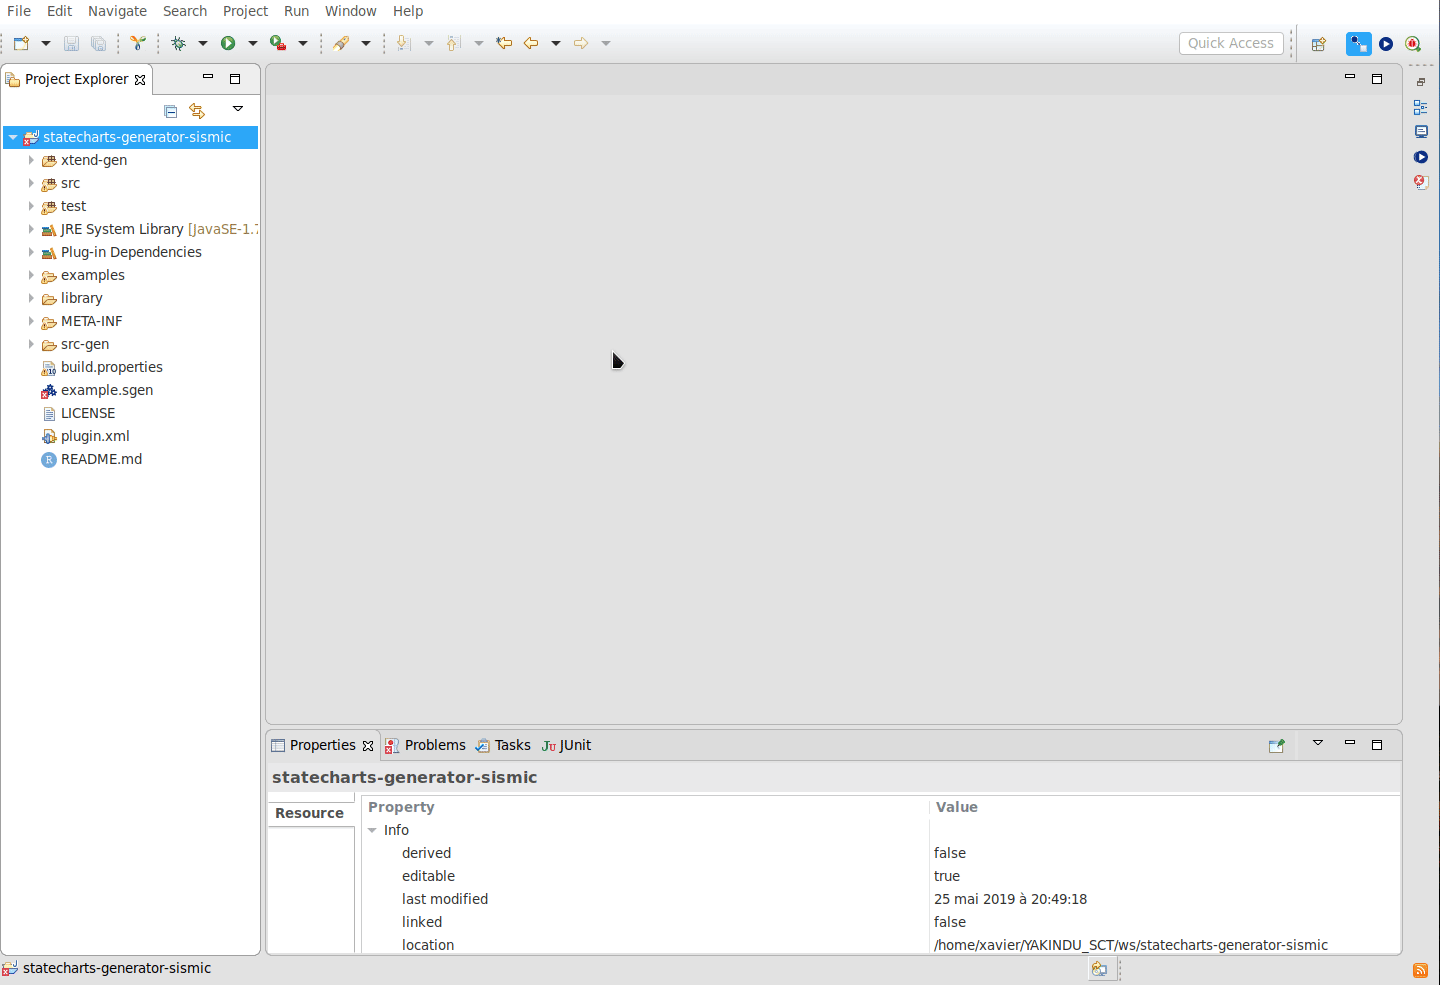 File Edit Navigate Search Project Run Window Help
Quick Access
Project Explorer
statecharts-generator-sismic
xtend-gen
src
test
JRE System Library [JavaSE-1.7
Plug-in Dependencies
examples
library
META-INF
src-gen
build.properties
example.sgen
LICENSE
plugin.xml
README.md
Properties Problems Tasks JUnit
statecharts-generator-sismic
Resource
Property Value
Info
derived false
editable true
last modified 25 mai 2019 à 20:49:18
linked false
location /home/xavier/YAKINDU_SCT/ws/statecharts-generator-sismic
statecharts-generator-sismic